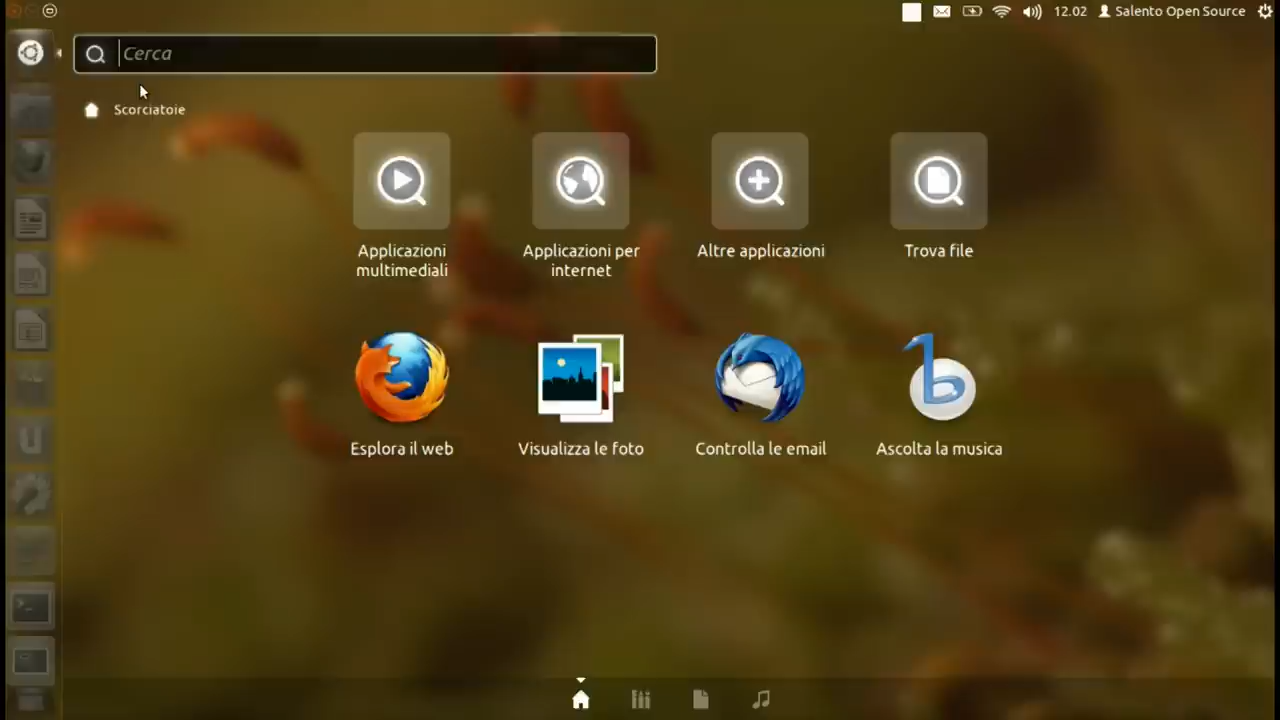 12.02 Salento Open Source
Cerca
Scorciatoie
Applicazioni
multimediali
Applicazioni per
internet
Altre applicazioni
Trova file
Esplora il web
Visualizza le foto
Controlla le email
Ascolta la musica